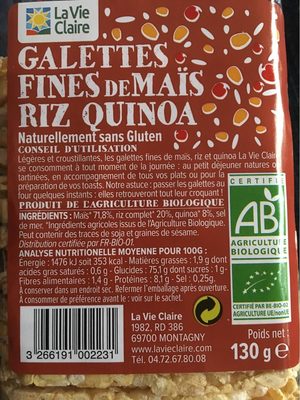 La Vie
Claire
GALETTES
FINES DE MAÏS
RIZ QUINOA
Naturellement sans Gluten
CONSEIL D'UTILISATION
Légères et croustillantes, les galettes fines de maïs, riz et quinoa La Vie Claire
se consomment à tout moment de la journée : au petit déjeuner natures ou
tartinées, en accompagnement de tous vos plats ou pour la
préparation de vos toasts. Notre astuce : passer les galettes au
four quelques instants : elles retrouveront tout leur croquant !
PRODUIT DE L'AGRICULTURE BIOLOGIQUE
INGRÉDIENTS : Maïs* 71,8%, riz complet* 20%, quinoa* 8%, sel
de mer. *Ingrédients agricoles issus de l'Agriculture Biologique.
Peut contenir des traces de soja et graines de sésame.
Distribution certifiée par FR-BIO-01.
ANALYSE NUTRITIONNELLE MOYENNE POUR 100G :
Energie : 1476 kJ soit 353 kcal - Matières grasses : 1,9 g dont
acides gras saturés : 0,6 g - Glucides : 75,1g dont sucres : 1g-
Fibres alimentaires : 1,4 g - Protéines : 8,1g - Sel : 0,25g.
A conserver dans un endroit sec. Refermer l'emballage après ouverture.
A consommer de préférence avant le : voir sur le sachet.
CERTIFIÉ
AB
AGRICULTURE
BIOLOGIQUE
CERTIFIÉ PAR BE-BIO-02
AGRICULTURE UE/nonUE
La Vie Claire
1982, RD 386
69700 MONTAGNY
www.lavieclaire.com
Tél. 04.72.67.80.08
Poids net :
130 g e
3 266191 002231